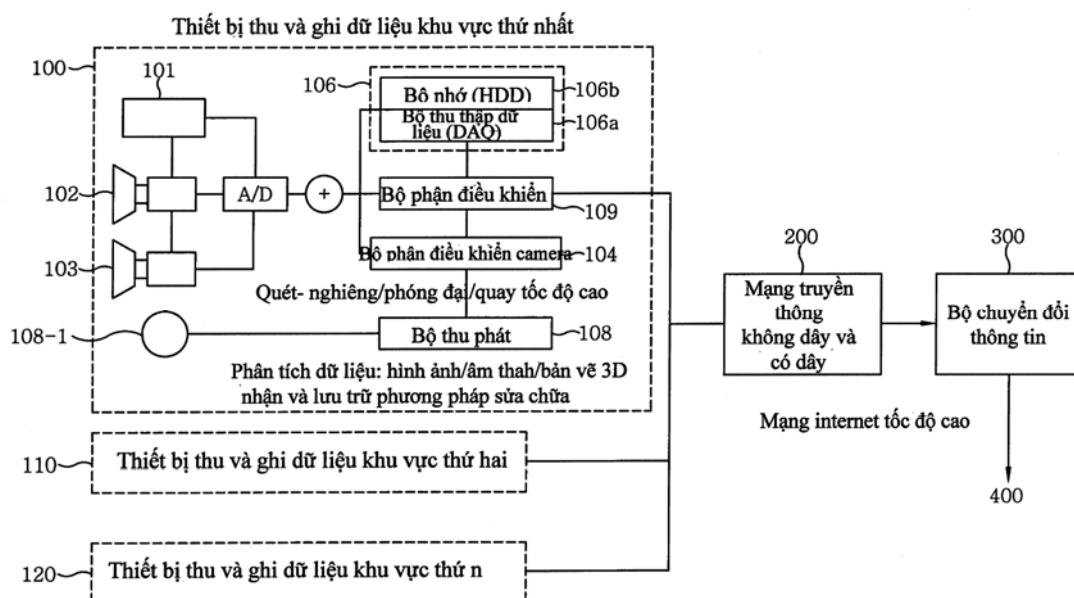 Thiết bị thu và ghi dữ liệu khu vực thứ nhất
100
101
106
Bô nhớ (HDD)
106b
Bộ thu thập dữ
liệu (DAQ)
106a
102
A/D
+
Bộ phận điều khiển
109
103
Bô phân điều khiển camera
104
Quét- nghiêng/phóng đại/quay tốc độ cao
108-1
Bộ thu phát
108
Phân tích dữ liệu: hình ảnh/âm thah/bản vẽ 3D
nhận và lưu trữ phương pháp sửa chữa
200
Mạng truyền
thông
không dây và
có dây
300
Bộ chuyển đổi
thông tin
Mạng internet tốc độ cao
400
110
Thiết bị thu và ghi dữ liệu khu vực thứ hai
120
Thiết bị thu và ghi dữ liệu khu vực thứ n